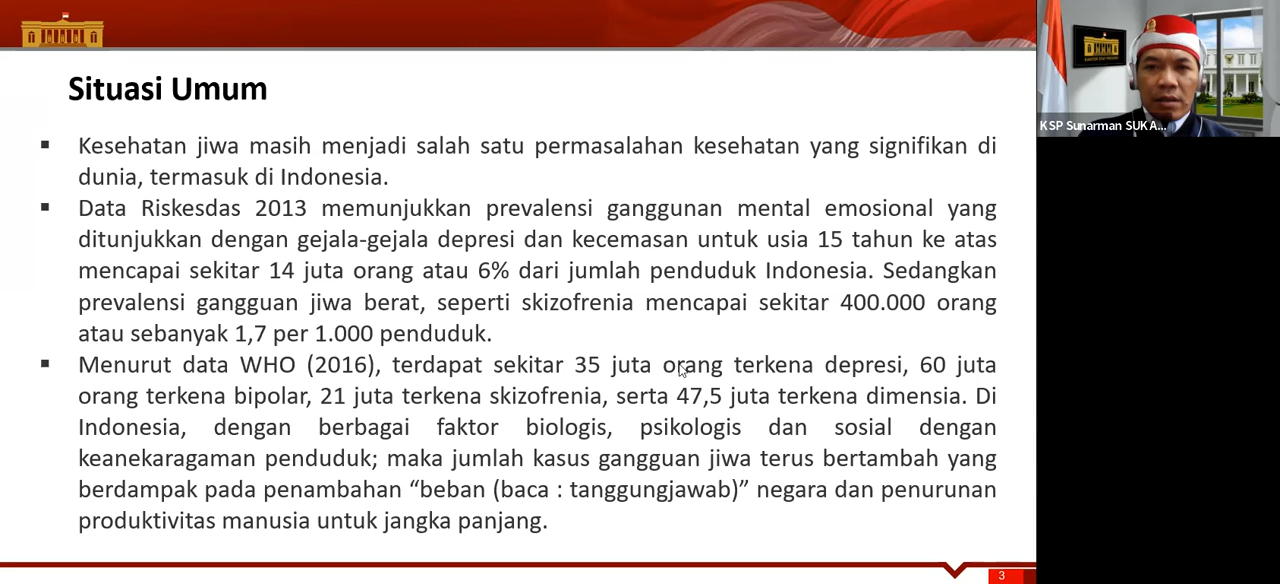 Situasi Umum
▪ Kesehatan jiwa masih menjadi salah satu permasalahan kesehatan yang signifikan di
dunia, termasuk di Indonesia.
▪ Data Riskesdas 2013 memunjukkan prevalensi ganggunan mental emosional yang
ditunjukkan dengan gejala-gejala depresi dan kecemasan untuk usia 15 tahun ke atas
mencapai sekitar 14 juta orang atau 6% dari jumlah penduduk Indonesia. Sedangkan
prevalensi gangguan jiwa berat, seperti skizofrenia mencapai sekitar 400.000 orang
atau sebanyak 1,7 per 1.000 penduduk.
▪ Menurut data WHO (2016), terdapat sekitar 35 juta orang terkena depresi, 60 juta
orang terkena bipolar, 21 juta terkena skizofrenia, serta 47,5 juta terkena dimensia. Di
Indonesia, dengan berbagai faktor biologis, psikologis dan sosial dengan
keanekaragaman penduduk; maka jumlah kasus gangguan jiwa terus bertambah yang
berdampak pada penambahan “beban (baca : tanggungjawab)” negara dan penurunan
produktivitas manusia untuk jangka panjang.
3
KSP Sunarman SUKA...